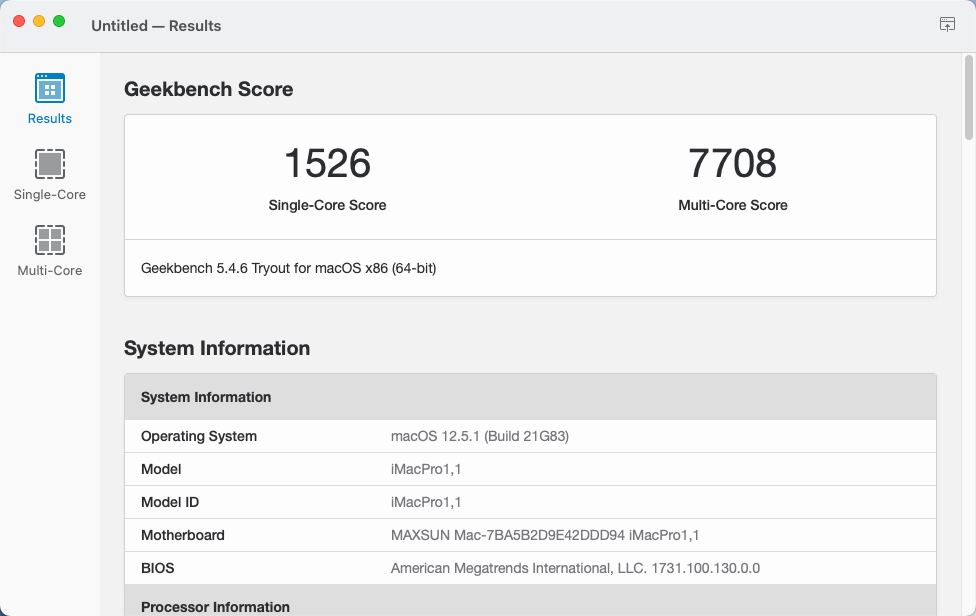 Untitled — Results
Results
Single-Core
Multi-Core
Geekbench Score
1526
Single-Core Score
7708
Multi-Core Score
Geekbench 5.4.6 Tryout for macOS x86 (64-bit)
System Information
System Information
Operating System macOS 12.5.1 (Build 21G83)
Model iMacPro1,1
Model ID iMacPro1,1
Motherboard MAXSUN Mac-7BA5B2D9E42DDD94 iMacPro1,1
BIOS American Megatrends International, LLC. 1731.100.130.0.0
Processor Information